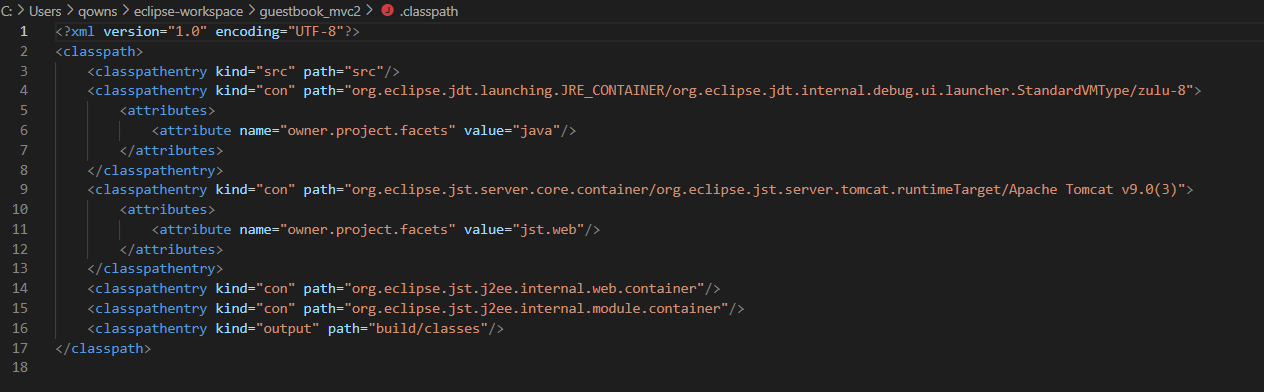 C: > Users > qowns > eclipse-workspace > guestbook_mvc2 > J .classpath
1 <?xml version="1.0" encoding="UTF-8"?>
2 <classpath>
3 <classpathentry kind="src" path="src"/>
4 <classpathentry kind="con" path="org.eclipse.jdt.launching.JRE_CONTAINER/org.eclipse.jdt.internal.debug.ui.launcher.StandardVMType/zulu-8">
5 <attributes>
6 <attribute name="owner.project.facets" value="java"/>
7 </attributes>
8 </classpathentry>
9 <classpathentry kind="con" path="org.eclipse.jst.server.core.container/org.eclipse.jst.server.tomcat.runtimeTarget/Apache Tomcat v9.0(3)">
10 <attributes>
11 <attribute name="owner.project.facets" value="jst.web"/>
12 </attributes>
13 </classpathentry>
14 <classpathentry kind="con" path="org.eclipse.jst.j2ee.internal.web.container"/>
15 <classpathentry kind="con" path="org.eclipse.jst.j2ee.internal.module.container"/>
16 <classpathentry kind="output" path="build/classes"/>
17 </classpath>
18